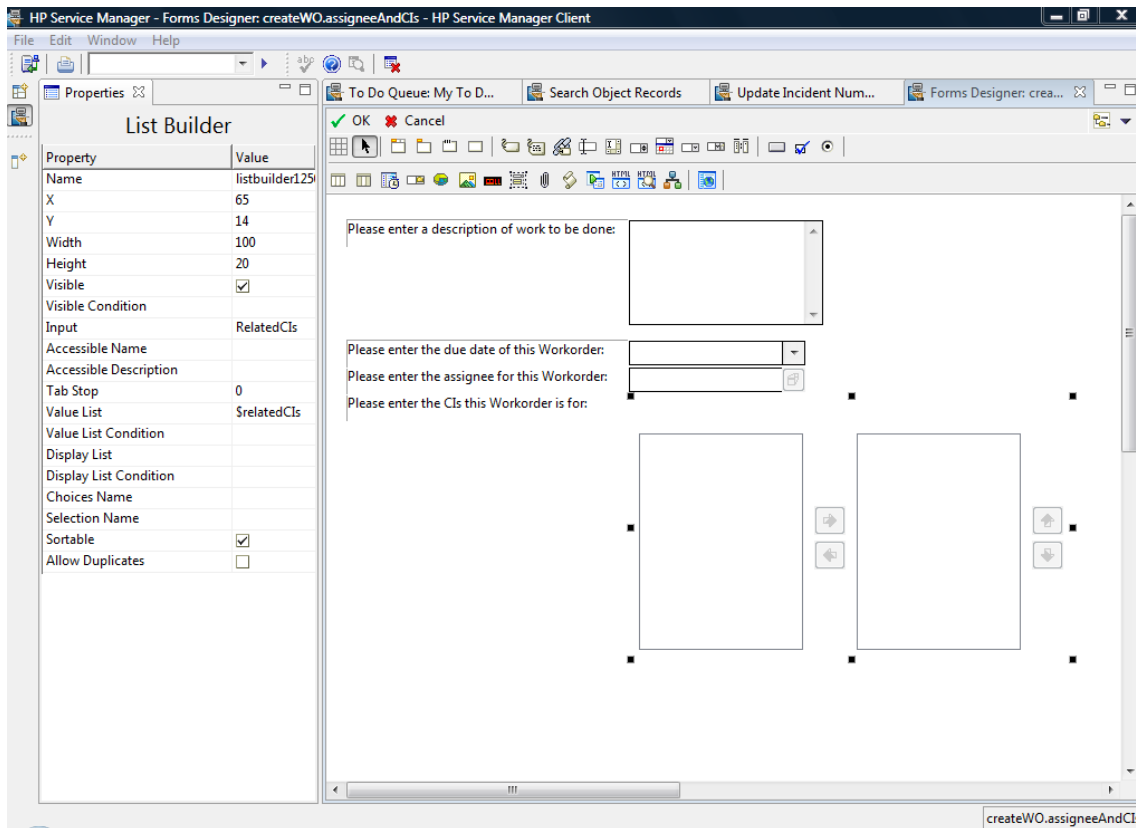 HP Service Manager - Forms Designer: createWO.assigneeAndCIs - HP Service Manager Client
File Edit Window Help
Properties
To Do Queue: My To D...
Search Object Records
Update Incident Num...
Forms Designer: crea...
List Builder
OK Cancel
Property Value
Name listbuilder125
X 65
Y 14
Width 100
Height 20
Visible
Visible Condition
Input RelatedCIs
Accessible Name
Accessible Description
Tab Stop 0
Value List $relatedCIs
Value List Condition
Display List
Display List Condition
Choices Name
Selection Name
Sortable
Allow Duplicates
Please enter a description of work to be done:
Please enter the due date of this Workorder:
Please enter the assignee for this Workorder:
Please enter the CIs this Workorder is for:
createWO.assigneeAndCI